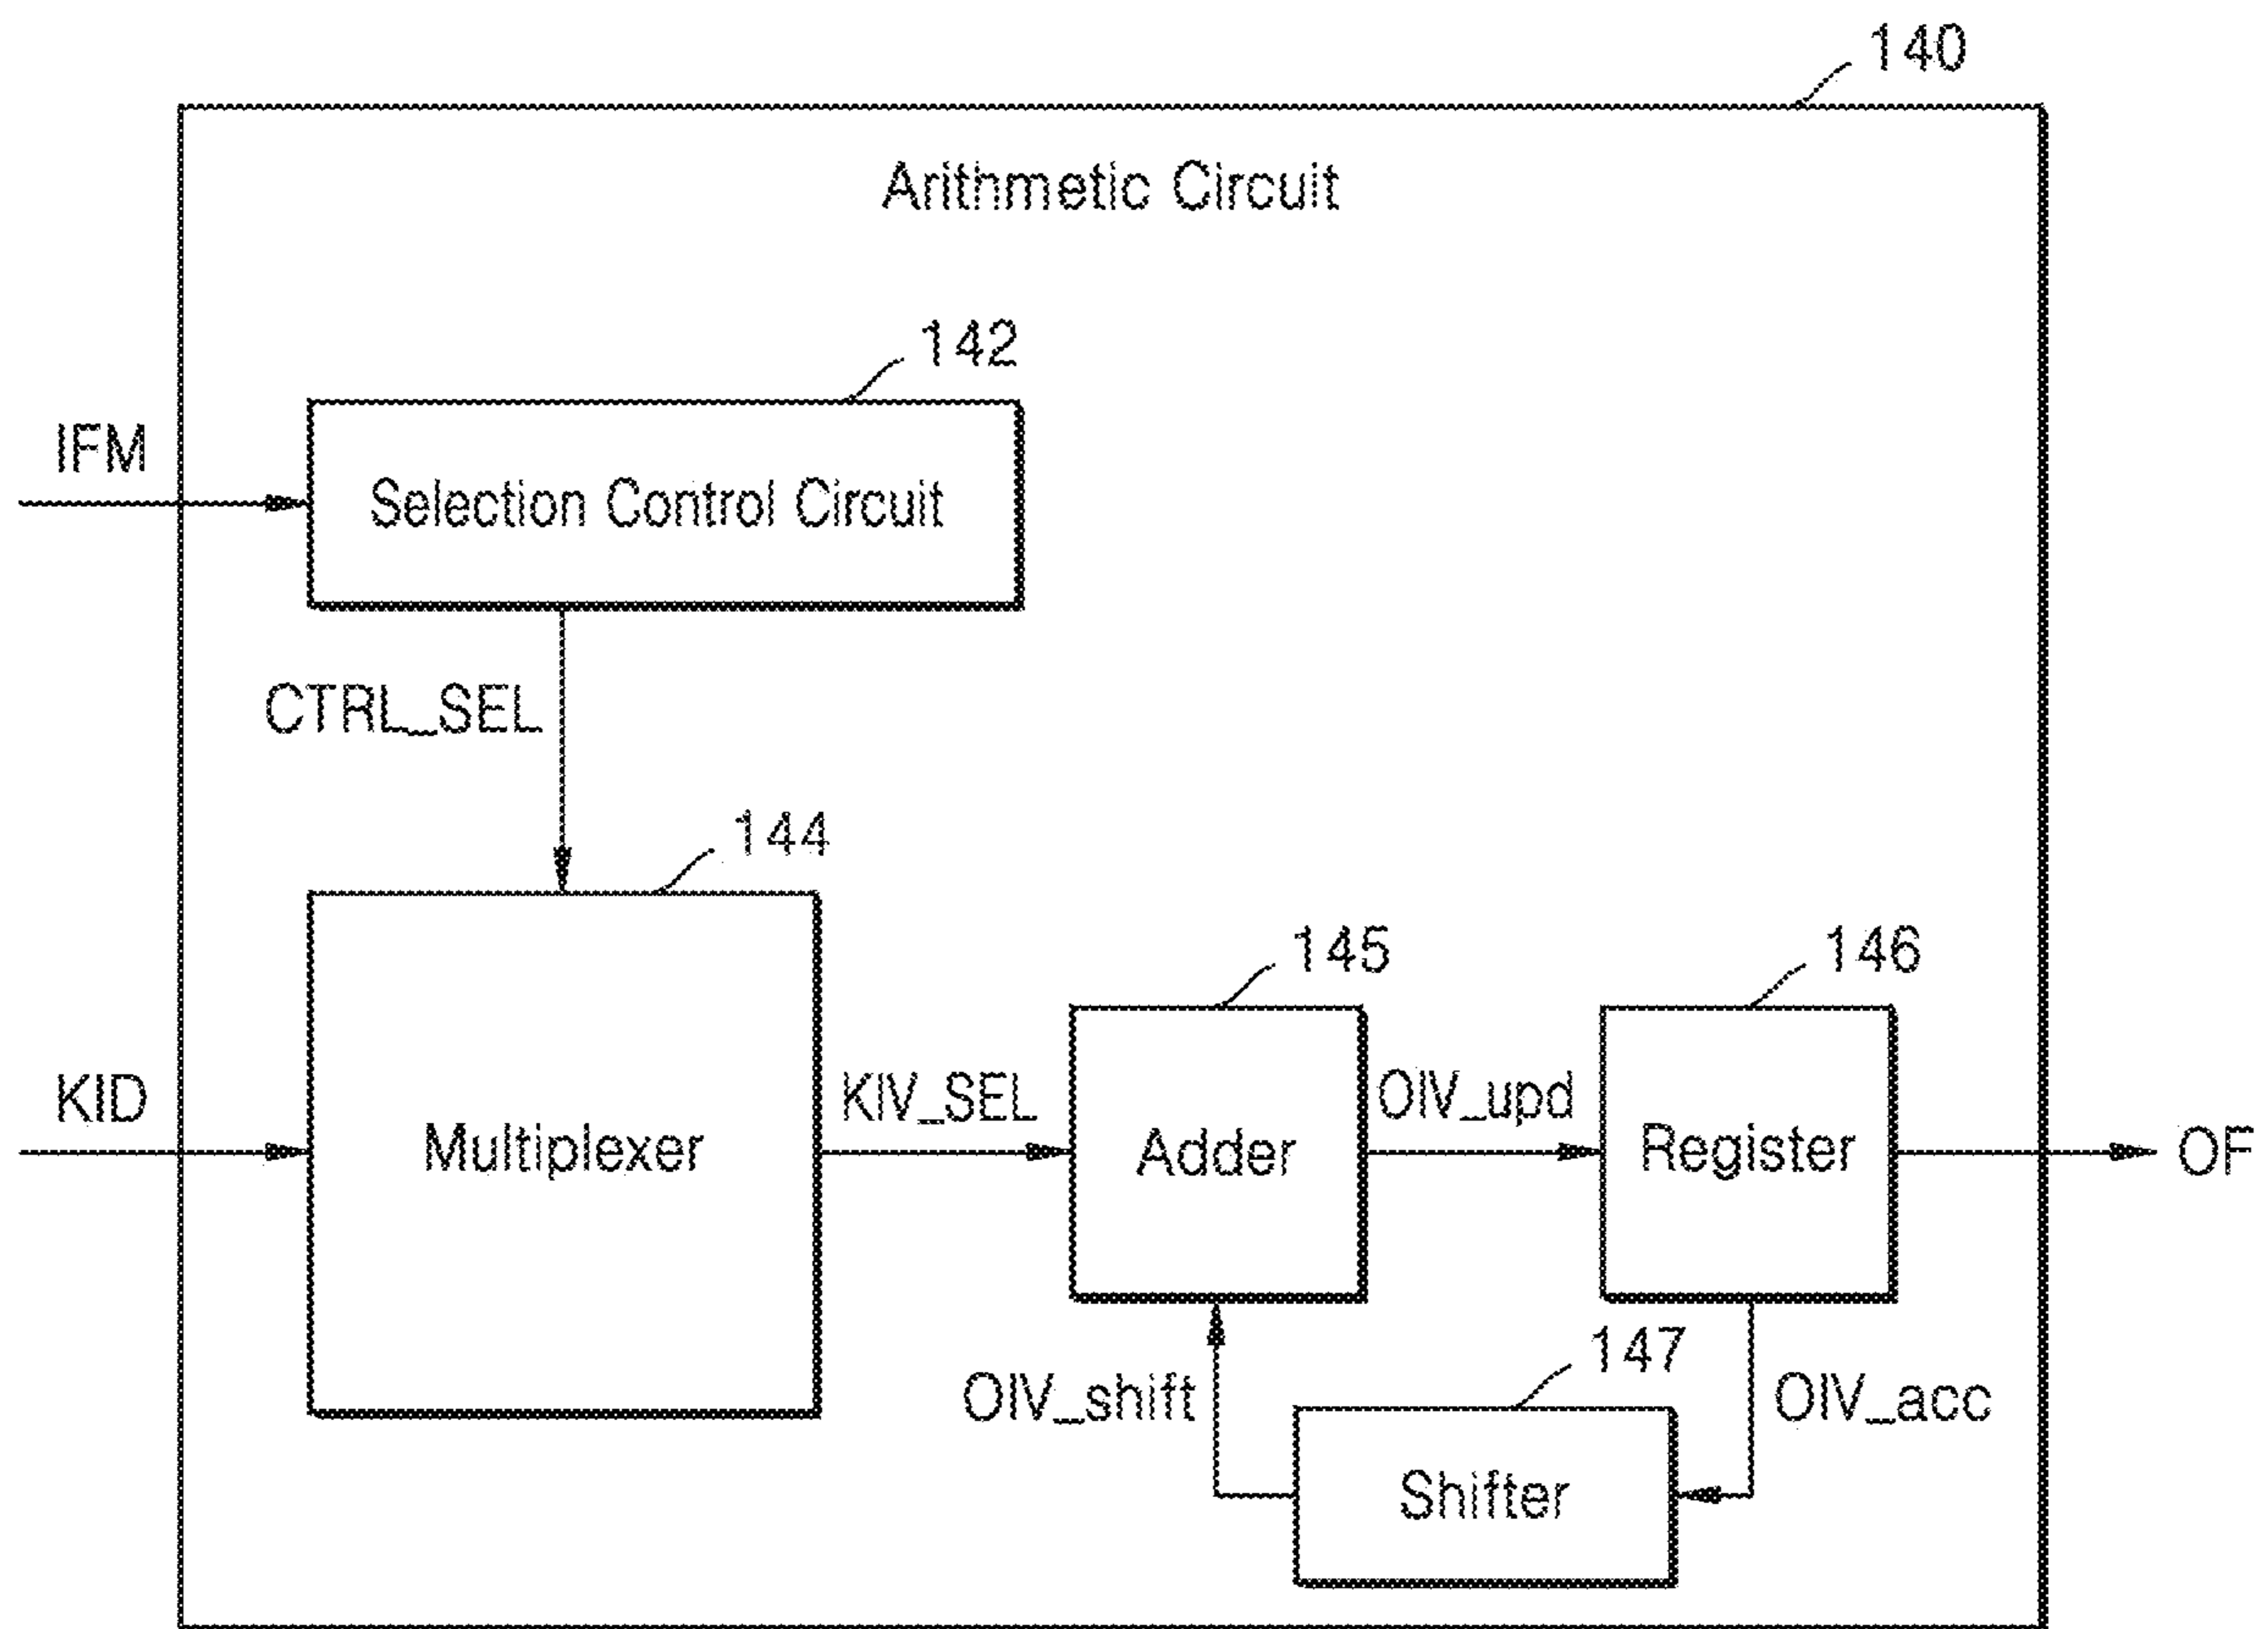 140
Arithmetic Circuit
142
IFM
Selection Control Circuit
CTRL_SEL
144
145
146
KID
KIV_SEL
OIV_upd
Multiplexer
Adder
Register
OF
147
OIV_shift
OIV_acc
Shifter